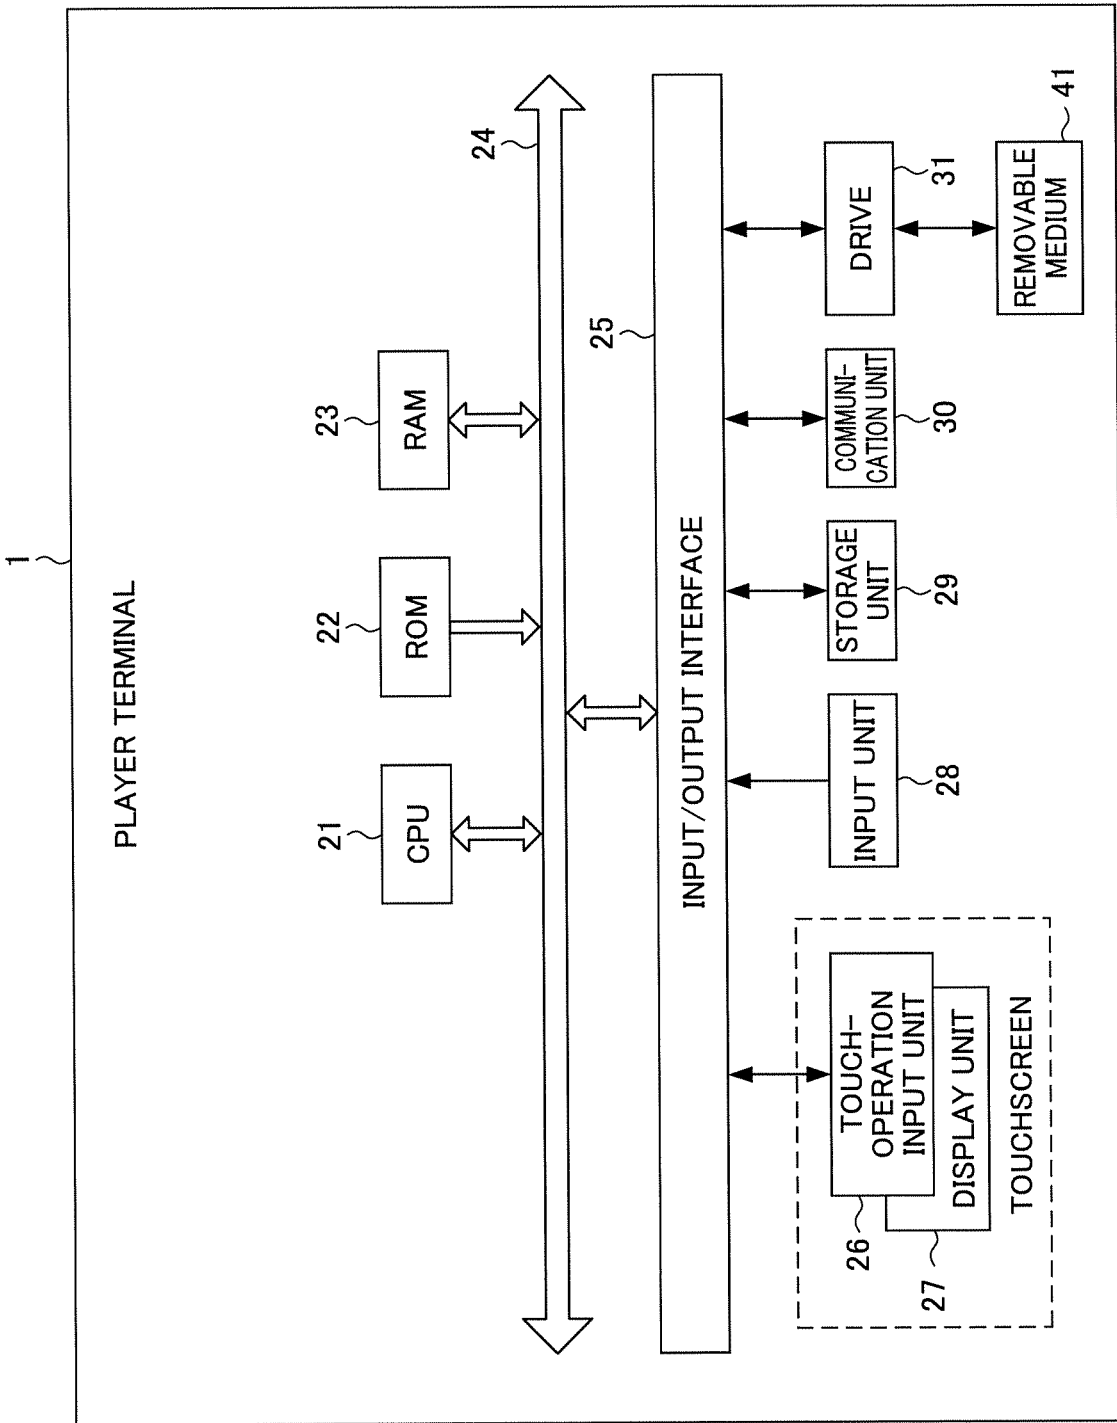 1
PLAYER TERMINAL
21
22
23
CPU
ROM
RAM
24
25
INPUT/OUTPUT INTERFACE
TOUCH-
OPERATION
INPUT UNIT
26
DISPLAY UNIT
27
TOUCHSCREEN
INPUT UNIT
28
STORAGE
UNIT
29
COMMUNI-
CATION UNIT
30
DRIVE
31
REMOVABLE
MEDIUM
41